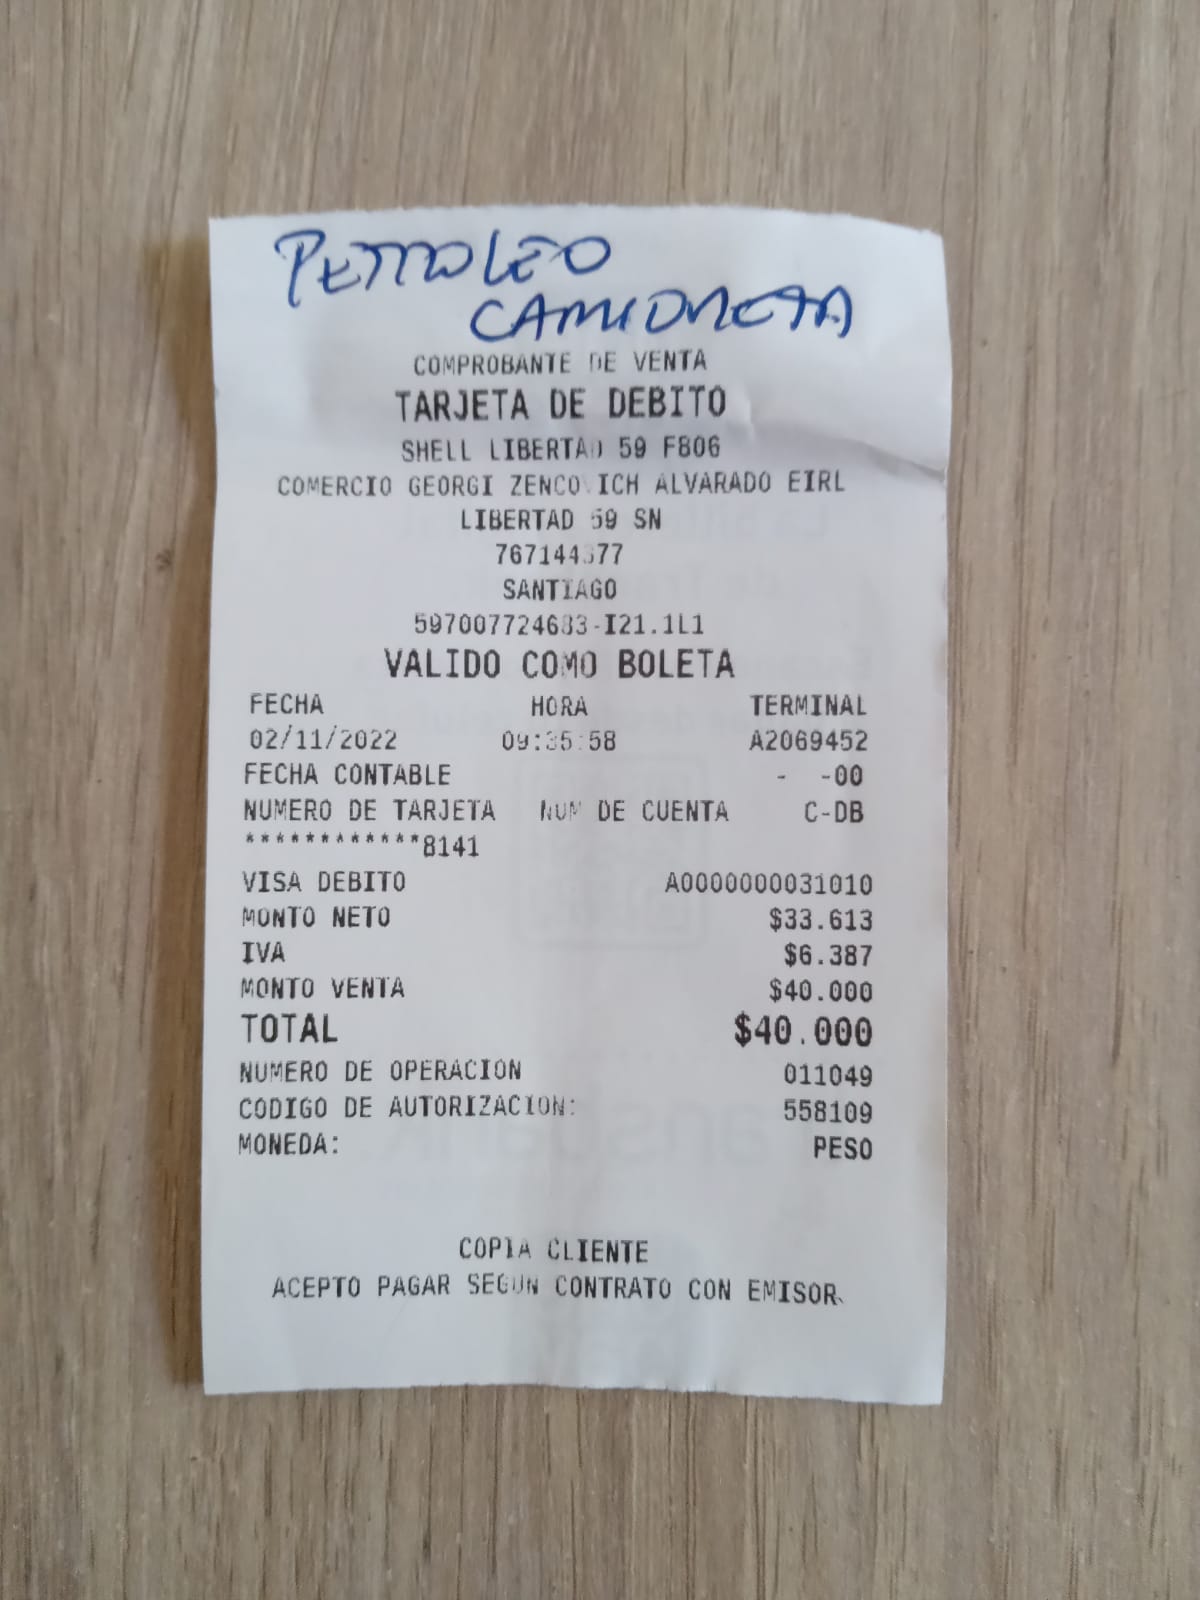 PETROLEO
CAMIONETA
COMPROBANTE DE VENTA
TARJETA DE DEBITO
SHELL LIBERTAD 59 F806
COMERCIO GEORGI ZENCOVICH ALVARADO EIRL
LIBERTAD 59 SN
SANTIAGO
VALIDO COMO BOLETA
FECHA HORA TERMINAL
02/11/2022 09:35:58 A2069452
FECHA CONTABLE - -00
NUMERO DE TARJETA NUM DE CUENTA C-DB
************8141
VISA DEBITO A0000000031010
MONTO NETO $33.613
IVA $6.387
MONTO VENTA $40.000
TOTAL $40.000
NUMERO DE OPERACION 011049
CODIGO DE AUTORIZACION: 558109
MONEDA: PESO
COPIA CLIENTE
ACEPTO PAGAR SEGUN CONTRATO CON EMISOR.